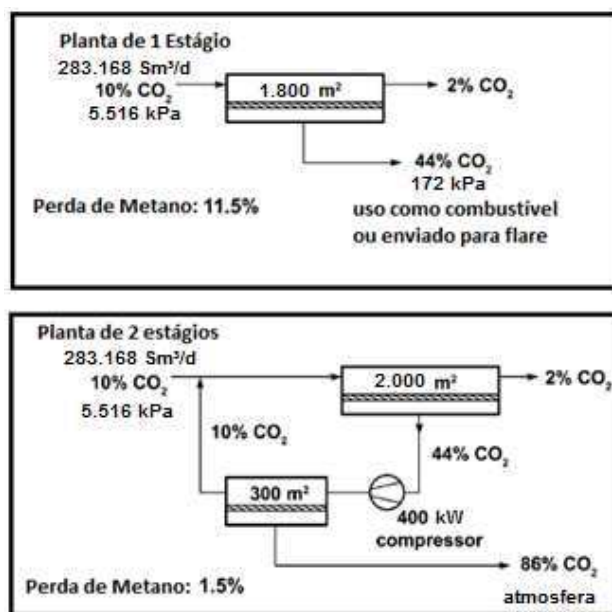 Planta de 1 Estágio
283.168 Sm³/d
10% CO₂
5.516 kPa
1.800 m²
2% CO₂
44% CO₂
172 kPa
Perda de Metano: 11.5%
uso como combustível
ou enviado para flare
Planta de 2 estágios
283.168 Sm³/d
10% CO₂
5.516 kPa
2.000 m²
2% CO₂
10% CO₂
44% CO₂
300 m²
400 kW
compressor
86% CO₂
Perda de Metano: 1.5%
atmosfera